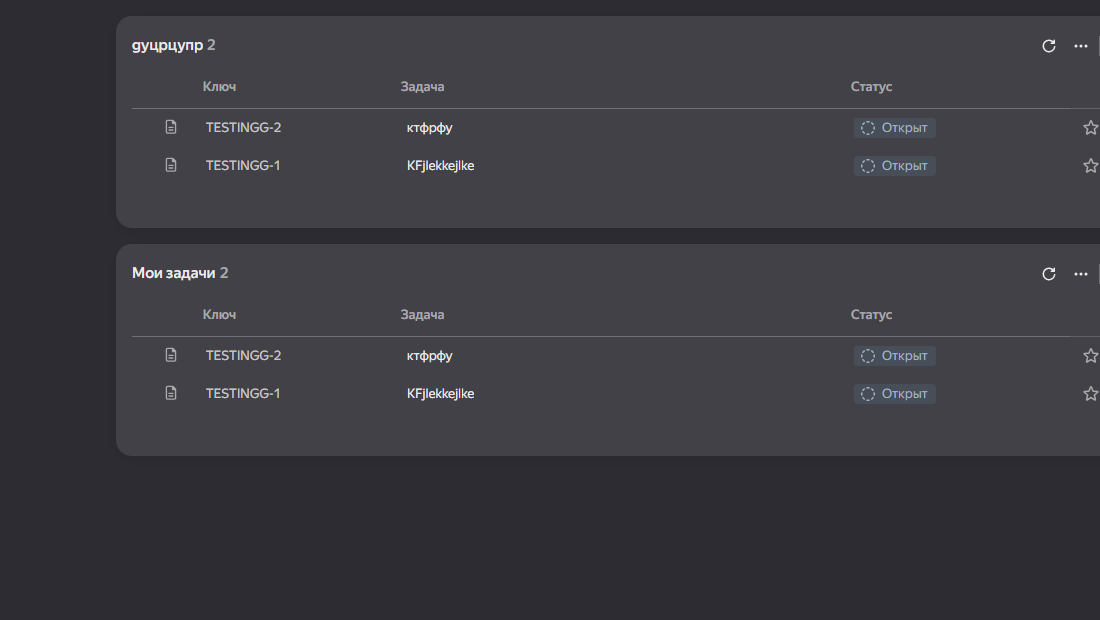 дуцрцупр 2
Ключ Задача Статус
TESTINGG-2 ктфрфу Открыт
TESTINGG-1 KFjlekkejlke Открыт
Мои задачи 2
Ключ Задача Статус
TESTINGG-2 ктфрфу Открыт
TESTINGG-1 KFjlekkejlke Открыт